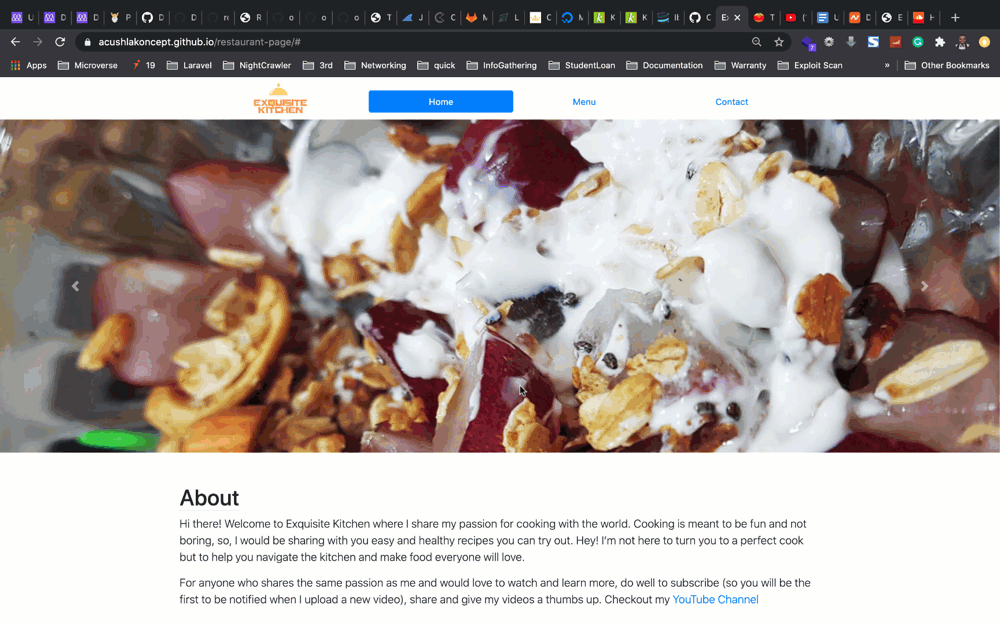 U
D
D
P
D
D
re
R
o
o
o
T
J
C
C
M
L
C
M
K
K
It
C
E
T
(
U
D
E
H
acushlakoncept.github.io/restaurant-page/#
7
Apps Microverse 19 Laravel NightCrawler 3rd Networking quick InfoGathering StudentLoan Documentation Warranty Exploit Scan » Other Bookmarks
EXQUISITE
KITCHEN
Home Menu Contact
About
Hi there! Welcome to Exquisite Kitchen where I share my passion for cooking with the world. Cooking is meant to be fun and not
boring, so, I would be sharing with you easy and healthy recipes you can try out. Hey! I'm not here to turn you to a perfect cook
but to help you navigate the kitchen and make food everyone will love.
For anyone who shares the same passion as me and would love to watch and learn more, do well to subscribe (so you will be the
first to be notified when I upload a new video), share and give my videos a thumbs up. Checkout my YouTube Channel